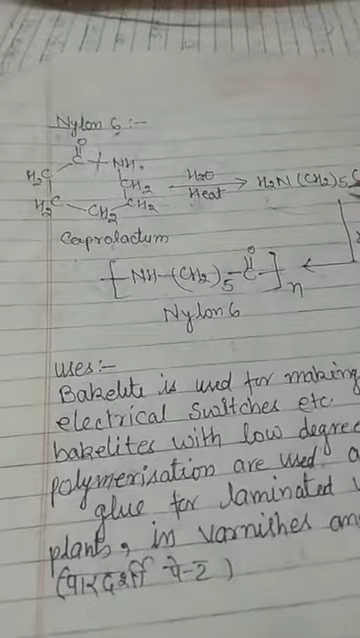 Nylon 6 :-
O
C NH.
H₂C CH₂ H₂O
H₂C CH₂ CH₂ Heat → H₂N (CH₂)5 C
Caprolactum
[ NH-(CH₂)5-C(=O) ]n ←
Nylon 6
uses:-
Bakelite is used for making
electrical switches etc.
bakelites with low degree
polymerisation are used a
glue for laminated
plants, in varnishes an
(पारदर्शी पेन्ट)